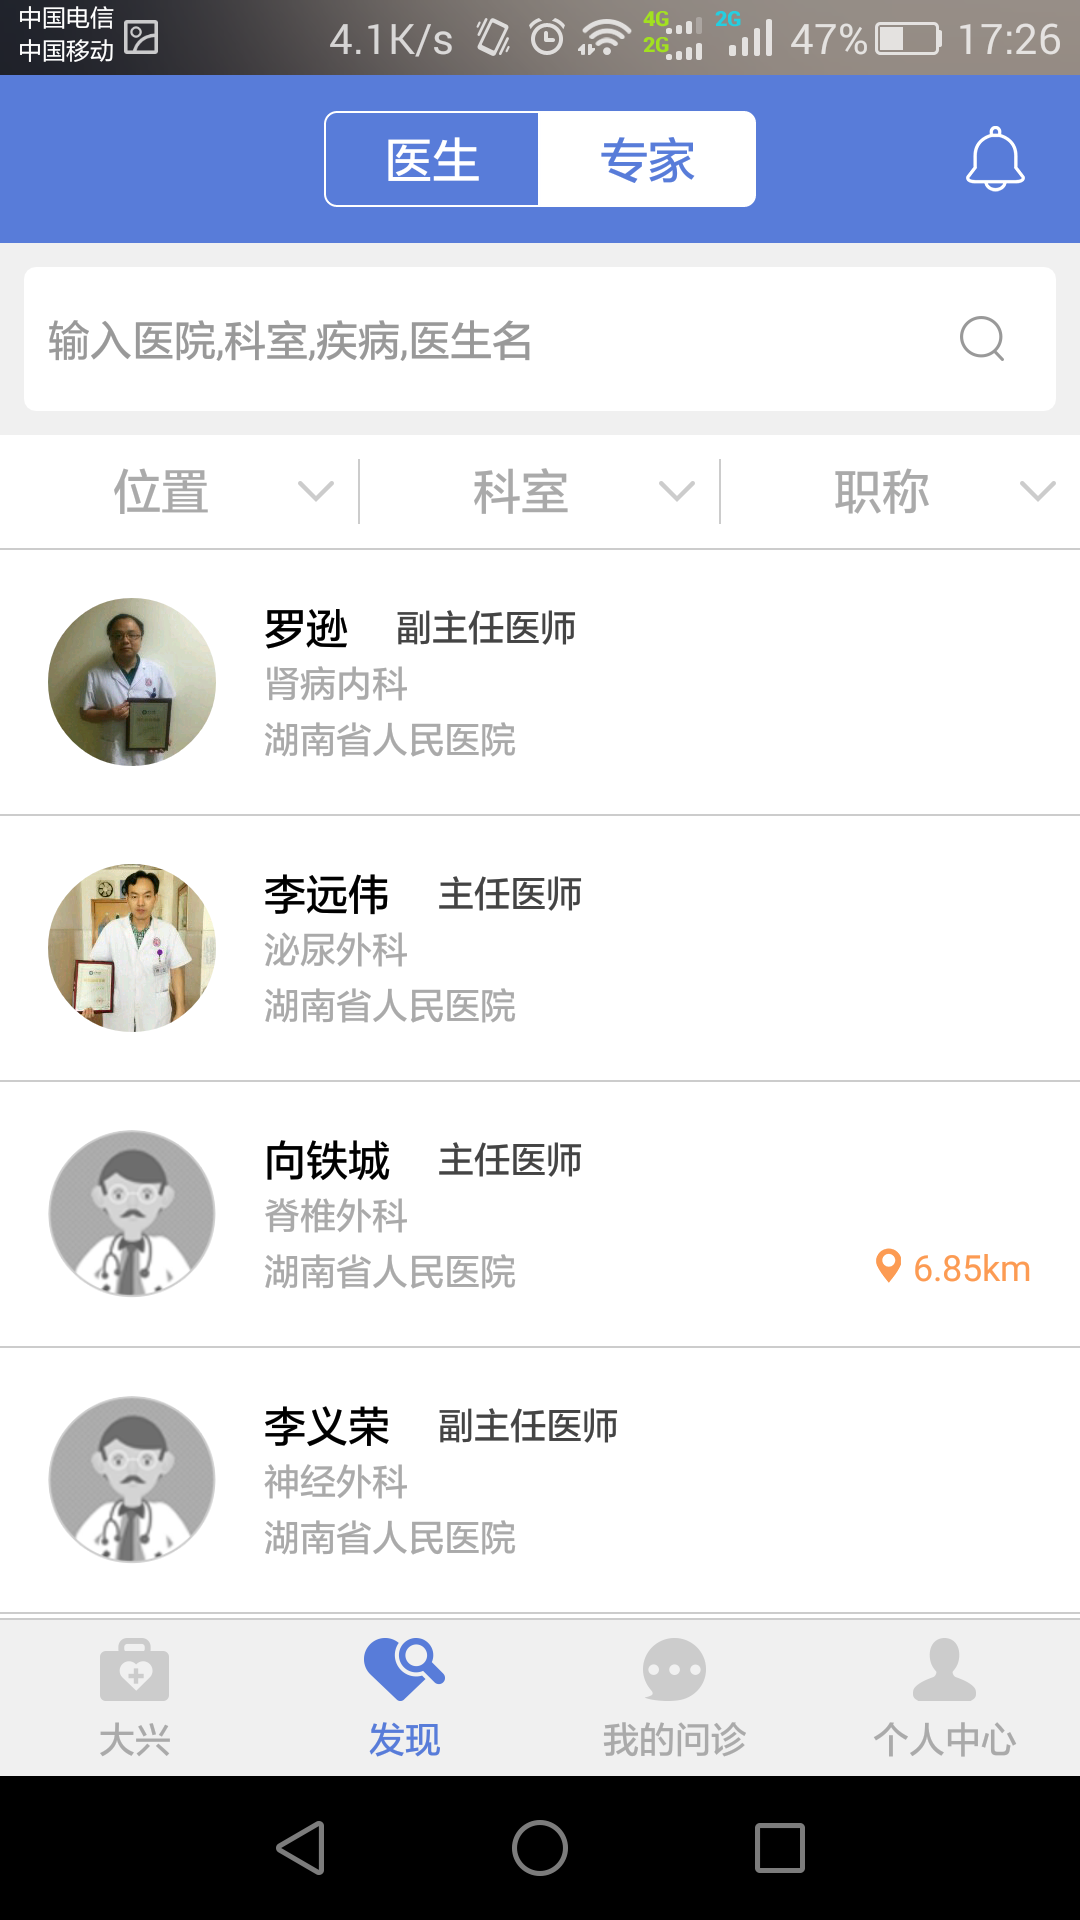 中国电信
中国移动
4.1K/s 4G 2G 2G 47% 17:26
医生 专家
输入医院,科室,疾病,医生名
位置 科室 职称
罗逊 副主任医师
肾病内科
湖南省人民医院
李远伟 主任医师
泌尿外科
湖南省人民医院
向铁城 主任医师
脊椎外科
湖南省人民医院 6.85km
李义荣 副主任医师
神经外科
湖南省人民医院
大兴 发现 我的问诊 个人中心